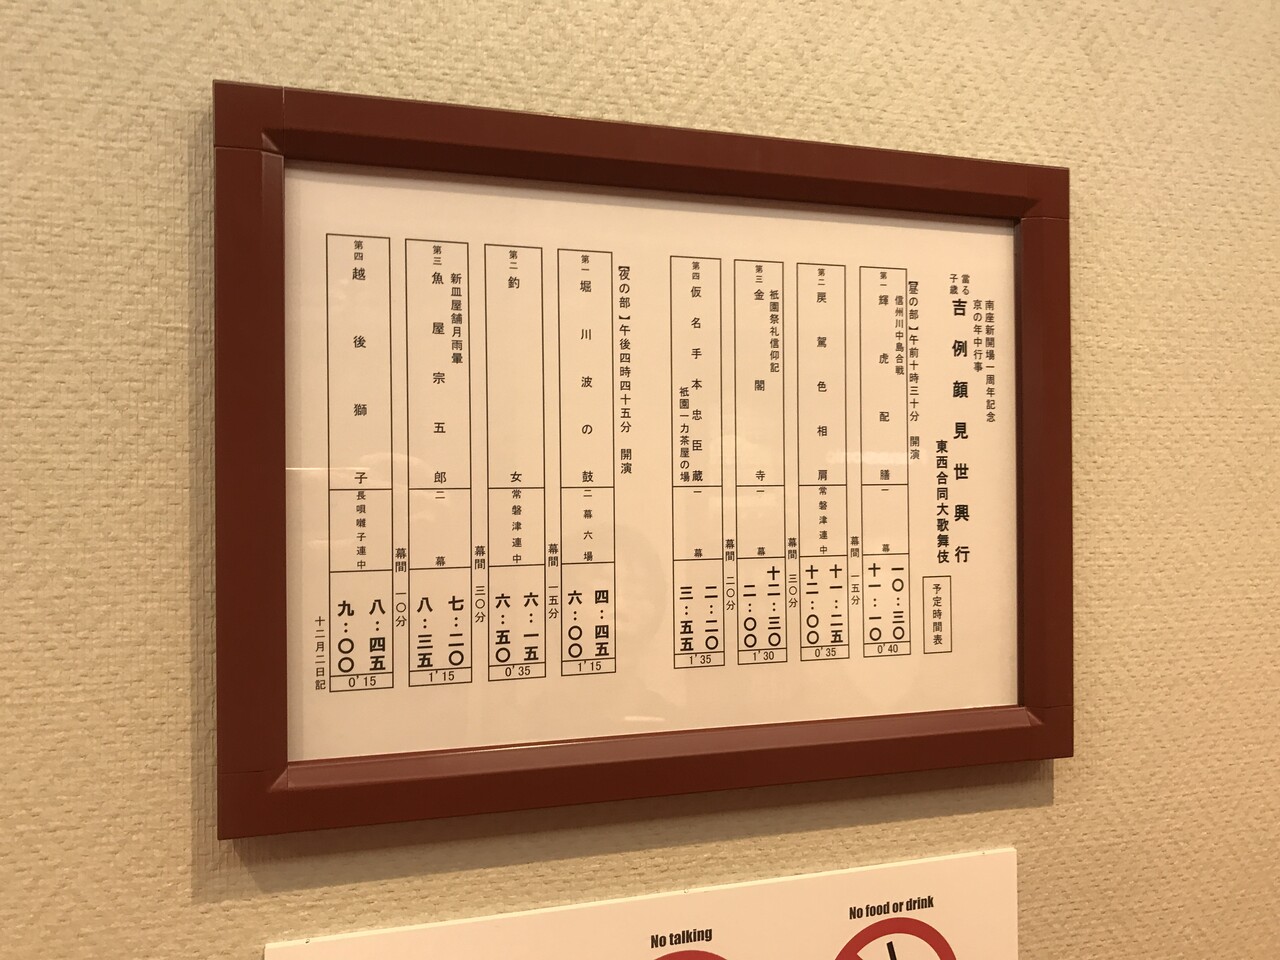 南座新開場一周年記念
京の年中行事
當る子歳 吉例顔見世興行
東西合同大歌舞伎
予定時間表
【昼の部】午前十時三十分 開演
信州川中島合戦
第一 輝虎配膳 一幕
一〇:三〇
十一:一〇
0'40
幕間 一五分
第二 戻駕色相肩 常磐津連中
十一:二五
十二:〇〇
0'35
幕間 三〇分
祇園祭礼信仰記
第三 金閣寺 一幕
十二:三〇
二:〇〇
1'30
幕間 二〇分
第四 仮名手本忠臣蔵 一幕
祇園一力茶屋の場
二:二〇
三:五五
1'35
【夜の部】午後四時四十五分 開演
第一 堀川波の鼓 二幕六場
四:四五
六:〇〇
1'15
幕間 一五分
第二 釣女 常磐津連中
六:一五
六:五〇
0'35
幕間 三〇分
新皿屋舗月雨暈
第三 魚屋宗五郎 二幕
七:二〇
八:三五
1'15
幕間 一〇分
第四 越後獅子 長唄囃子連中
八:四五
九:〇〇
0'15
十二月二日記
No talking
No food or drink